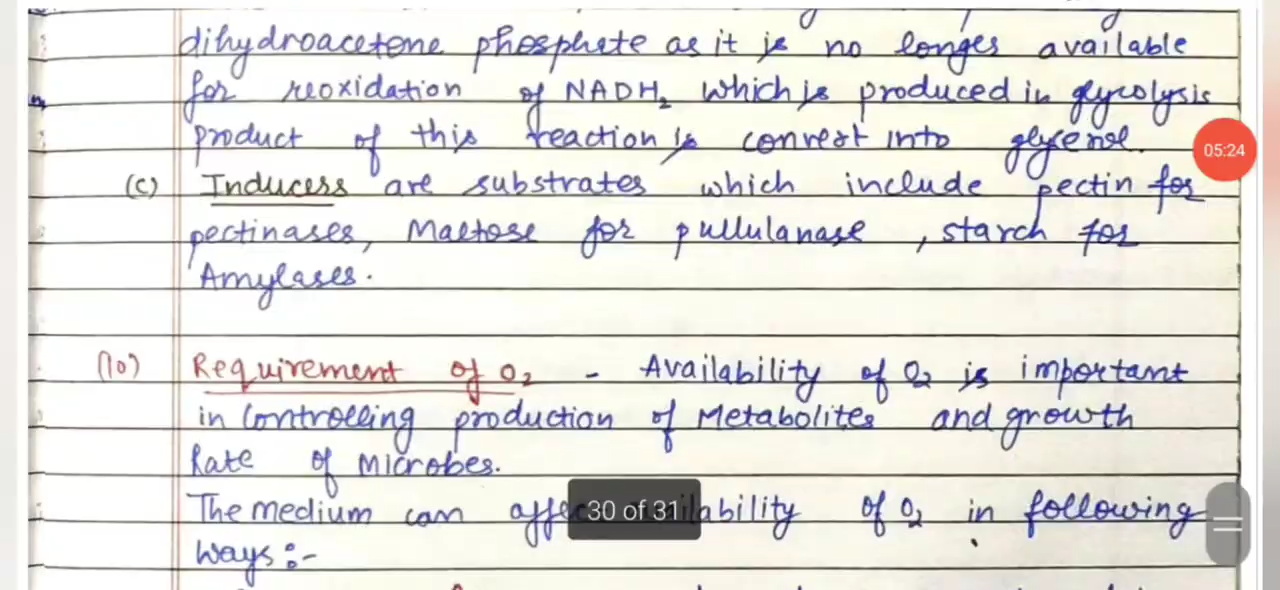 dihydroacetone phosphate as it is no longes available
for reoxidation of NADH2 which is produced in glycolysis
product of this reaction is convert into glycerol.
05:24
(c) Inducers are substrates which include pectin for
pectinases, Maltose for pullulanase , starch for
Amylases.
(10) Requirement of O2 - Availability of O2 is important
in controlling production of Metabolites and growth
Rate of Microbes.
The medium can availability of O2 in following
30 of 31
ways :-